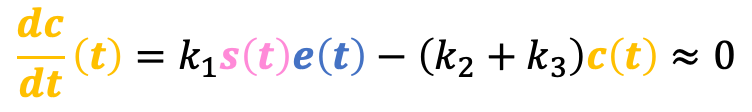 dc/dt (t) = k₁s(t)e(t) − (k₂ + k₃)c(t) ≈ 0